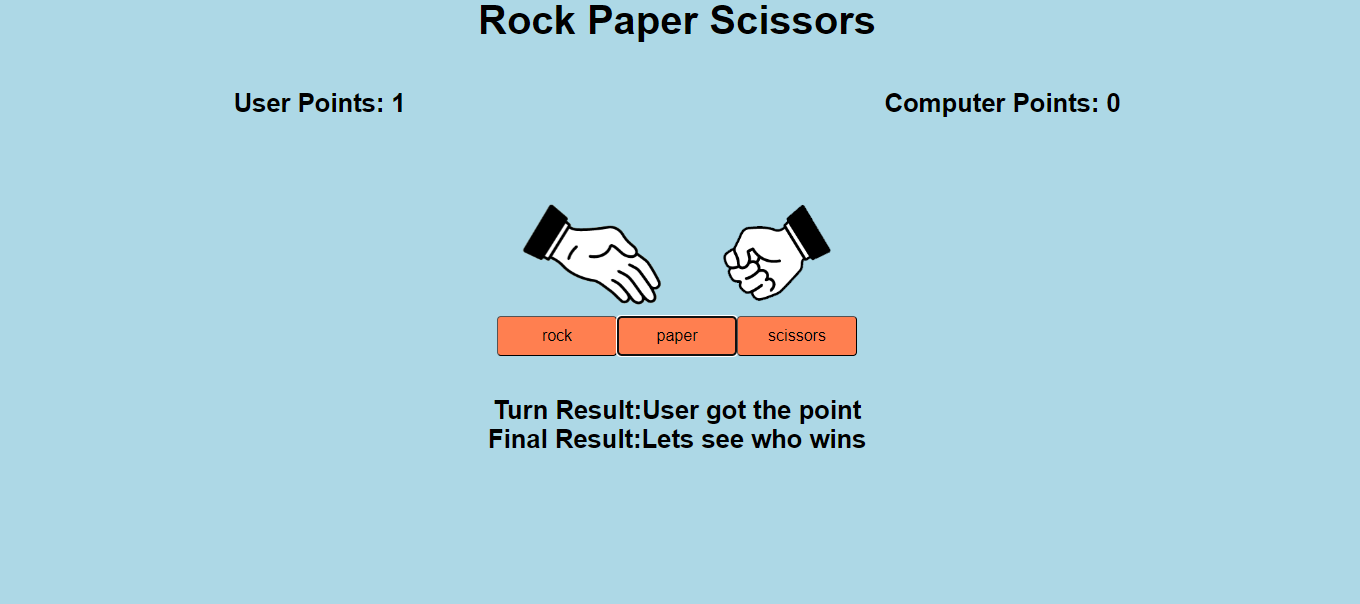 Rock Paper Scissors
User Points: 1
Computer Points: 0
rock
paper
scissors
Turn Result:User got the point
Final Result:Lets see who wins